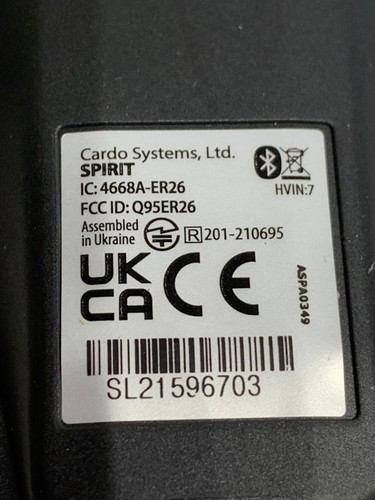 Cardo Systems, Ltd.
SPIRIT
IC: 4668A-ER26
HVIN:7
FCC ID: Q95ER26
Assembled
in Ukraine
R 201-210695
UK
CA CE
ASPA0349
SL21596703